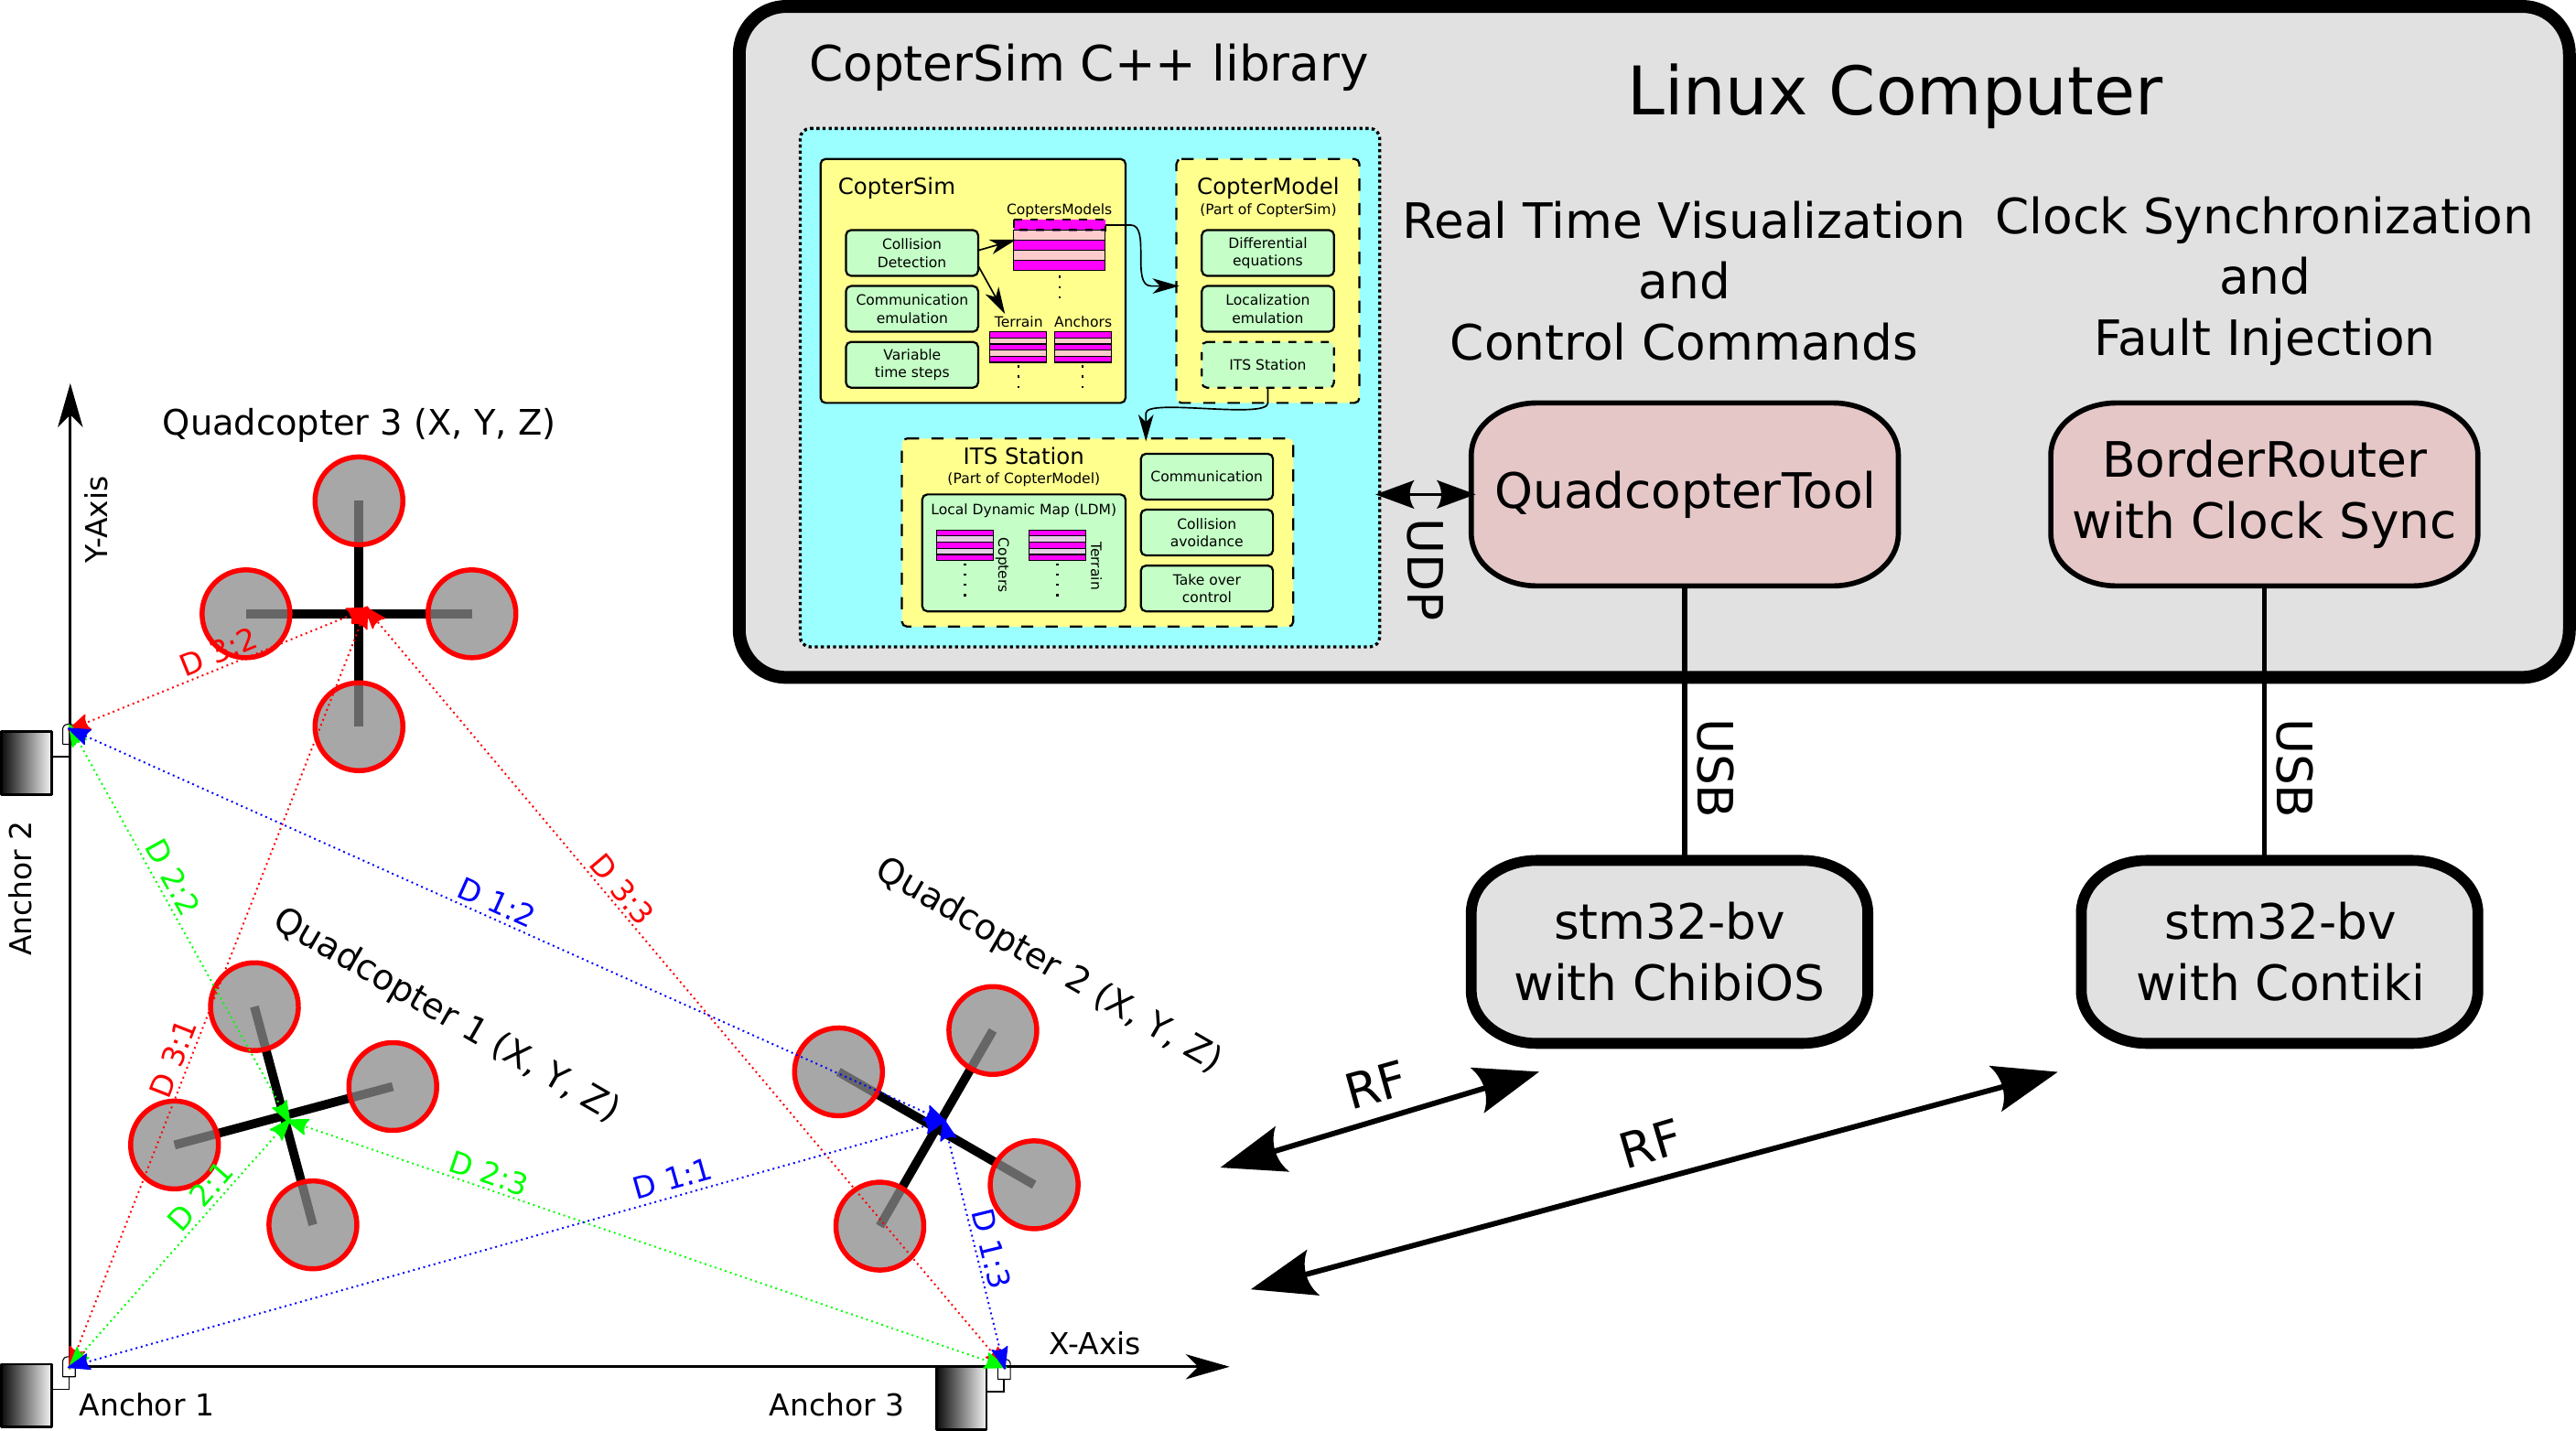 CopterSim C++ library
Linux Computer
CopterSim
CoptersModels
Collision
Detection
Communication
emulation
Variable
time steps
Terrain
Anchors
CopterModel
(Part of CopterSim)
Differential
equations
Localization
emulation
ITS Station
ITS Station
(Part of CopterModel)
Local Dynamic Map (LDM)
Copters
Terrain
Communication
Collision
avoidance
Take over
control
Real Time Visualization
and
Control Commands
Clock Synchronization
and
Fault Injection
UDP
QuadcopterTool
BorderRouter
with Clock Sync
USB
USB
stm32-bv
with ChibiOS
stm32-bv
with Contiki
RF
RF
Y-Axis
Quadcopter 3 (X, Y, Z)
D 3:2
Anchor 2
D 2:2
D 1:2
D 3:3
Quadcopter 1 (X, Y, Z)
Quadcopter 2 (X, Y, Z)
D 3:1
D 2:1
D 2:3
D 1:1
D 1:3
X-Axis
Anchor 1
Anchor 3